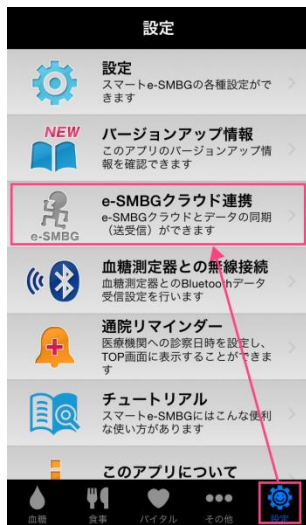 設定
設定
スマートe-SMBGの各種設定がで
きます
NEW
バージョンアップ情報
このアプリのバージョンアップ情
報を確認できます
e-SMBGクラウド連携
e-SMBGクラウドとデータの同期
（送受信）ができます
e-SMBG
血糖測定器との無線接続
血糖測定器とのBluetoothデータ
受信設定を行います
通院リマインダー
医療機関への診察日時を設定し、
TOP画面に表示することができま
す
チュートリアル
スマートe-SMBGにはこんな便利
な使い方があります
このアプリについて
血糖
食事
バイタル
その他
設定